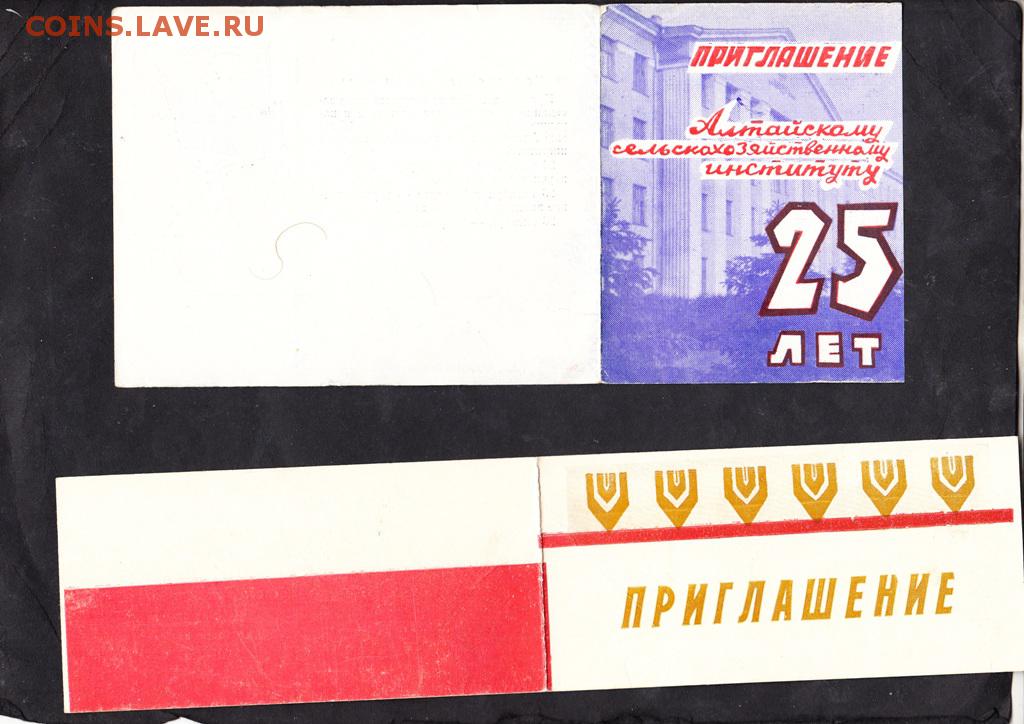 COINS.LAVE.RU
ПРИГЛАШЕНИЕ
Алтайскому
сельскохозяйственному
институту
25
ЛЕТ
ПРИГЛАШЕНИЕ